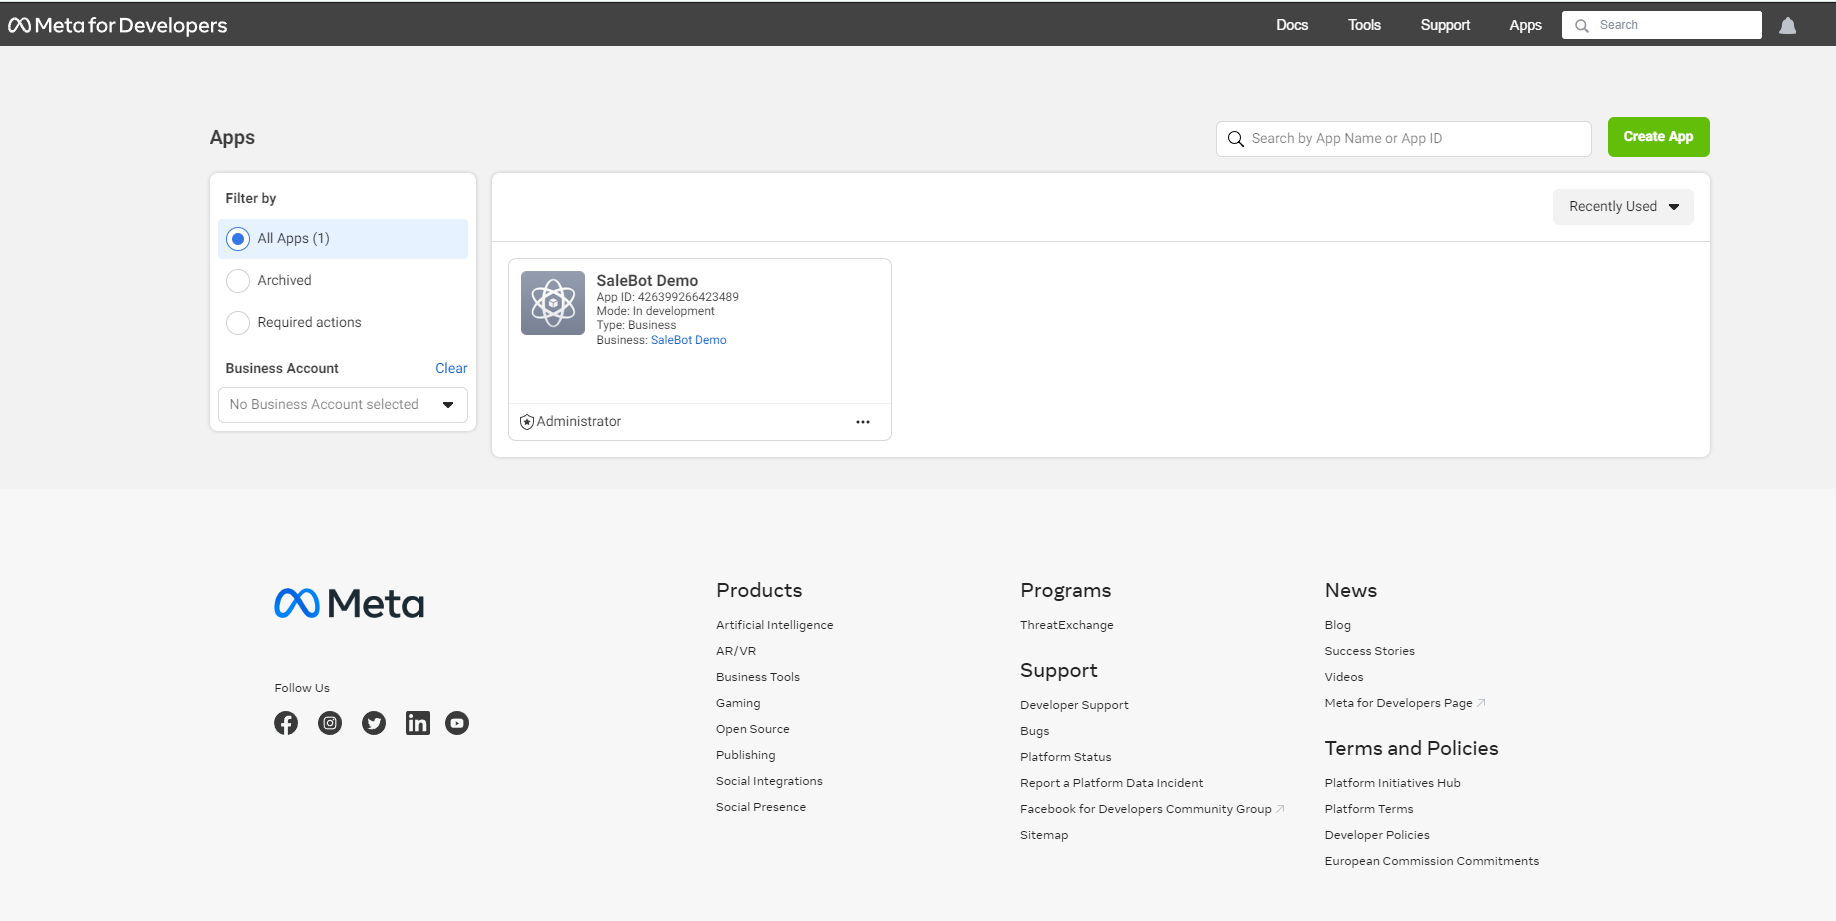 Meta for Developers
Docs
Tools
Support
Apps
Search
Apps
Search by App Name or App ID
Create App
Filter by
All Apps (1)
Archived
Required actions
Business Account
Clear
No Business Account selected
Recently Used
SaleBot Demo
App ID: 426399266423489
Mode: In development
Type: Business
Business: SaleBot Demo
Administrator
Meta
Follow Us
Products
Artificial Intelligence
AR/VR
Business Tools
Gaming
Open Source
Publishing
Social Integrations
Social Presence
Programs
ThreatExchange
Support
Developer Support
Bugs
Platform Status
Report a Platform Data Incident
Facebook for Developers Community Group
Sitemap
News
Blog
Success Stories
Videos
Meta for Developers Page
Terms and Policies
Platform Initiatives Hub
Platform Terms
Developer Policies
European Commission Commitments